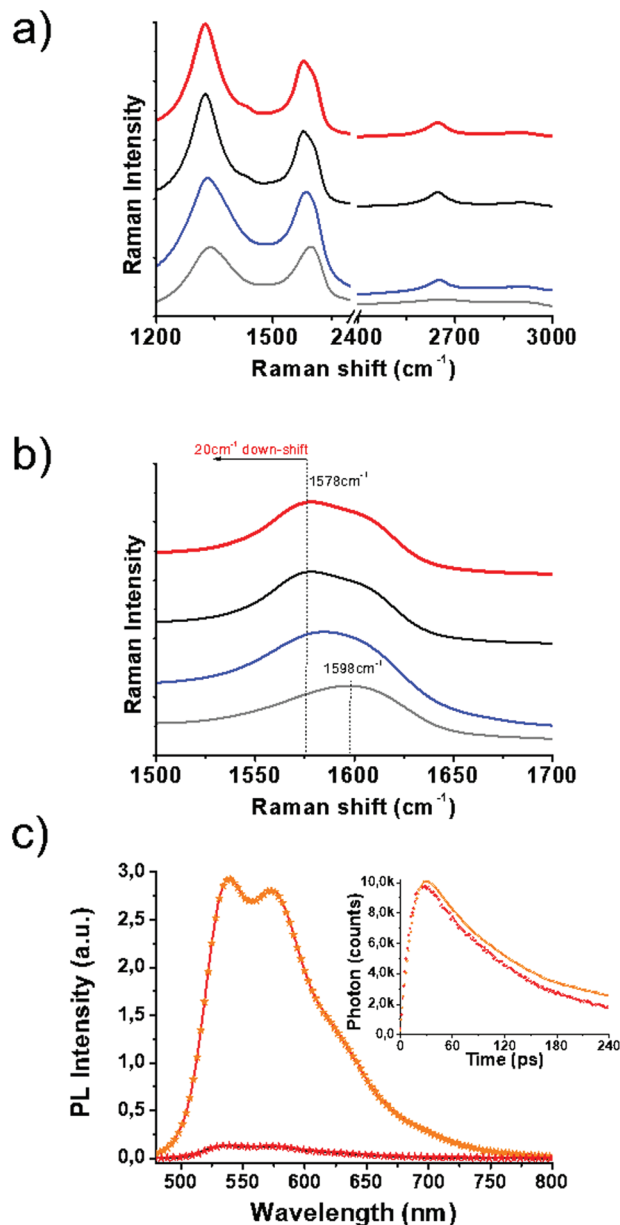 a)
Raman Intensity
1200 1500 2400 2700 3000
Raman shift (cm-1)
b)
20cm-1 down-shift
1578cm-1
1598cm-1
Raman Intensity
1500 1550 1600 1650 1700
Raman shift (cm-1)
c)
3,0
2,5
2,0
1,5
1,0
0,5
0,0
PL Intensity (a.u.)
500 550 600 650 700 750 800
Wavelength (nm)
10,0k
8,0k
6,0k
4,0k
2,0k
0,0
Photon (counts)
0 60 120 180 240
Time (ps)